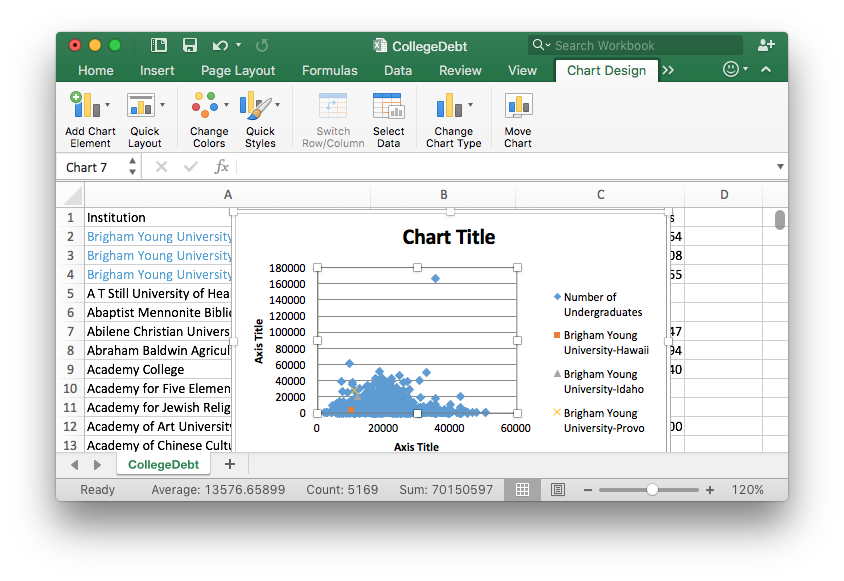 CollegeDebt
Search Workbook
Home Insert Page Layout Formulas Data Review View Chart Design
Add Chart Element
Quick Layout
Change Colors
Quick Styles
Switch Row/Column
Select Data
Change Chart Type
Move Chart
Chart 7 fx
A B C D
1 Institution s
2 Brigham Young University 54
3 Brigham Young University 08
4 Brigham Young University 55
5 A T Still University of Hea
6 Abaptist Mennonite Biblic
7 Abilene Christian Univers 47
8 Abraham Baldwin Agricul 94
9 Academy College 40
10 Academy for Five Elemen
11 Academy for Jewish Relig
12 Academy of Art University 00
13 Academy of Chinese Cultu
Chart Title
180000
160000
140000
120000
100000
80000
60000
40000
20000
0
Axis Title
0 20000 40000 60000
Axis Title
Number of
Undergraduates
Brigham Young
University-Hawaii
Brigham Young
University-Idaho
Brigham Young
University-Provo
CollegeDebt +
Ready Average: 13576.65899 Count: 5169 Sum: 70150597 120%